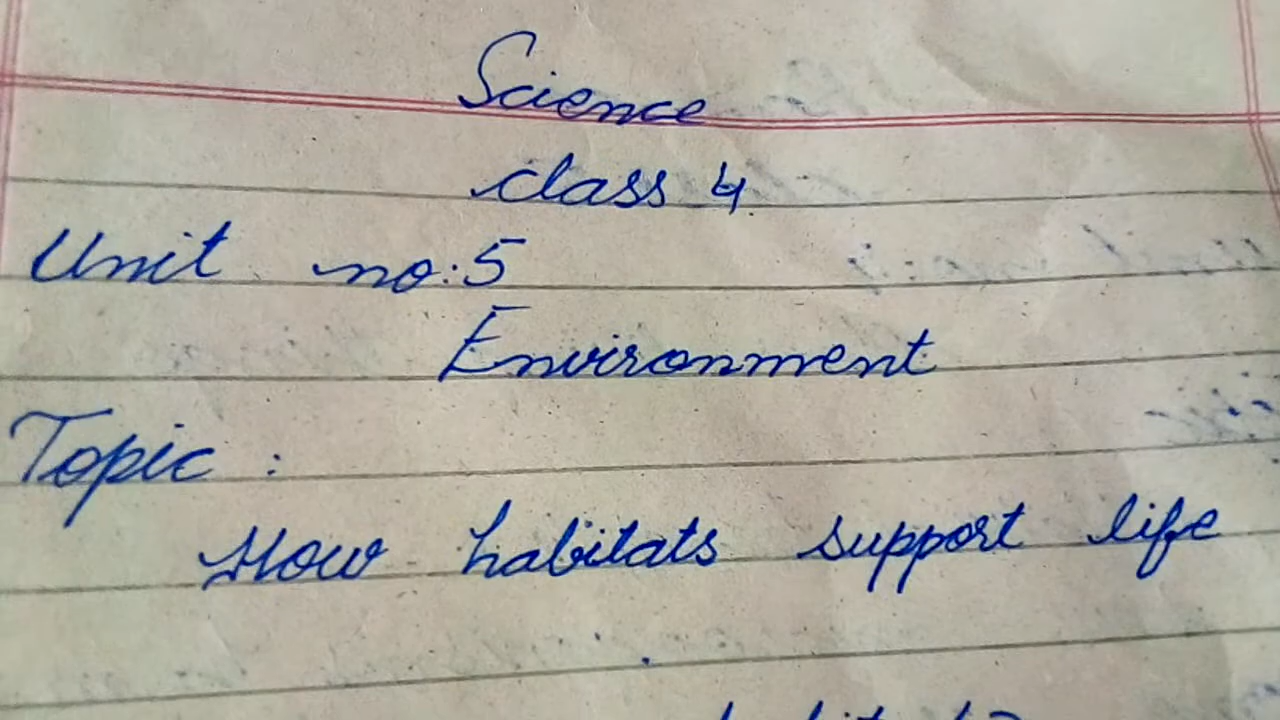 Science
class 4
Unit no:5
Environment
Topic :
How habitats support life